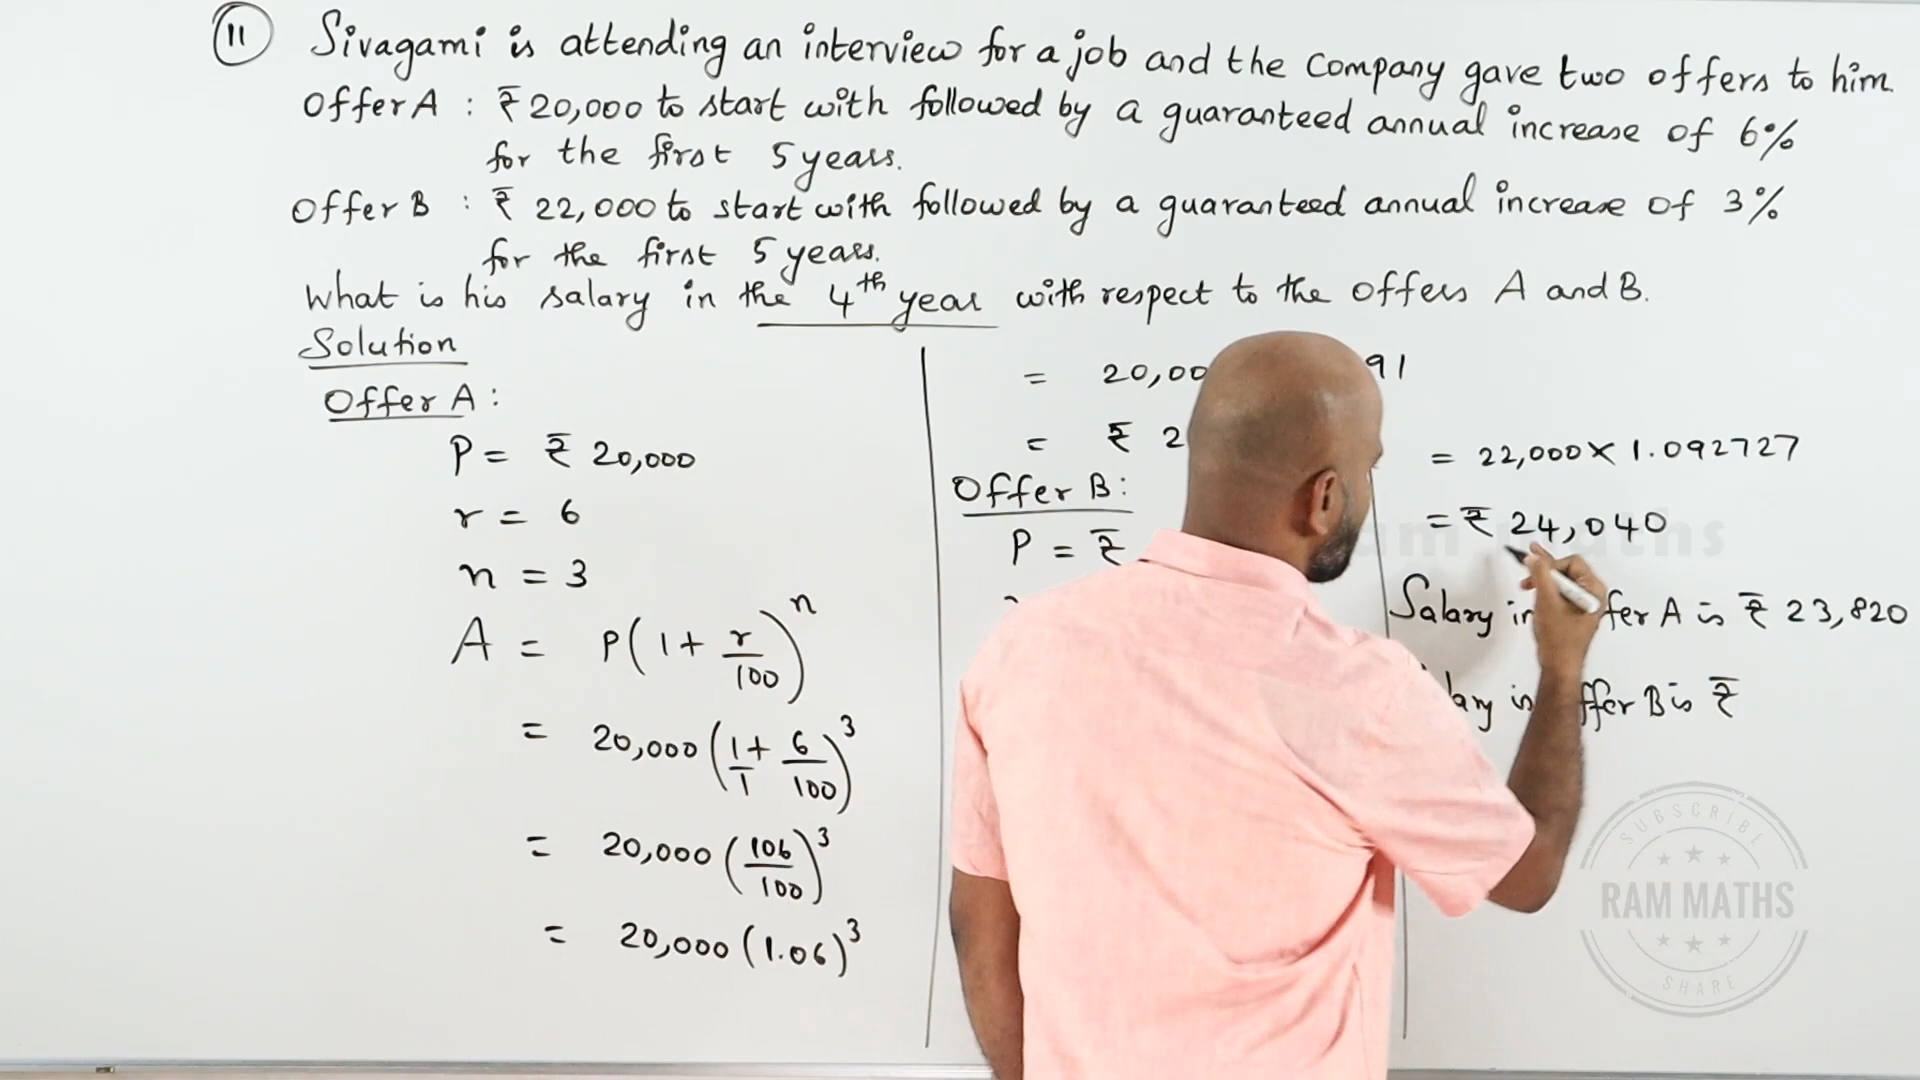 11 Sivagami is attending an interview for a job and the company gave two offers to him.
Offer A : ₹ 20,000 to start with followed by a guaranteed annual increase of 6%
for the first 5 years.
Offer B : ₹ 22,000 to start with followed by a guaranteed annual increase of 3%
for the first 5 years.
What is his salary in the 4th year with respect to the offers A and B.
Solution
Offer A :
P = ₹ 20,000
r = 6
n = 3
A = P(1 + r/100)^n
= 20,000 (1/1 + 6/100)^3
= 20,000 (106/100)^3
= 20,000 (1.06)^3
= 20,00 91
= ₹ 2
Offer B :
P = ₹
= 22,000 × 1.092727
= ₹ 24,040
Salary in fer A is ₹ 23,820
lary is ffer B is ₹
SUBSCRIBE
RAM MATHS
SHARE